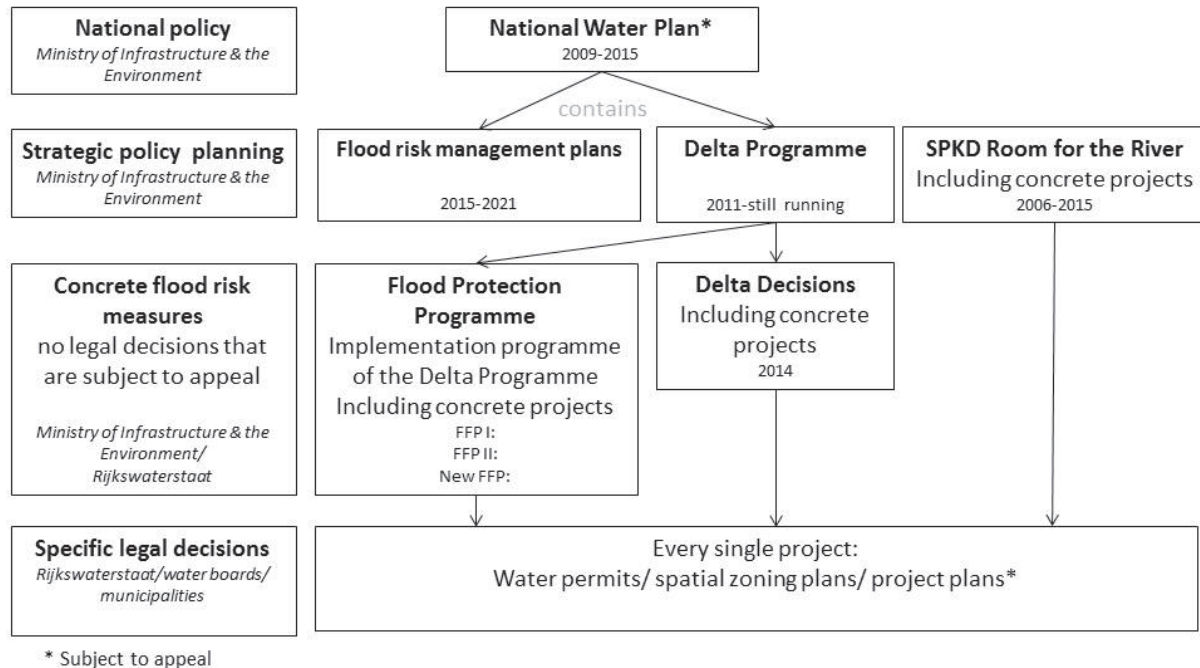 National policy
Ministry of Infrastructure & the
Environment
National Water Plan*
2009-2015
contains
Strategic policy planning
Ministry of Infrastructure & the
Environment
Flood risk management plans
2015-2021
Delta Programme
2011-still running
SPKD Room for the River
Including concrete projects
2006-2015
Concrete flood risk
measures
no legal decisions that
are subject to appeal
Ministry of Infrastructure & the
Environment/
Rijkswaterstaat
Flood Protection
Programme
Implementation programme
of the Delta Programme
Including concrete projects
FFP I:
FFP II:
New FFP:
Delta Decisions
Including concrete
projects
2014
Specific legal decisions
Rijkswaterstaat/water boards/
municipalities
Every single project:
Water permits/ spatial zoning plans/ project plans*
* Subject to appeal